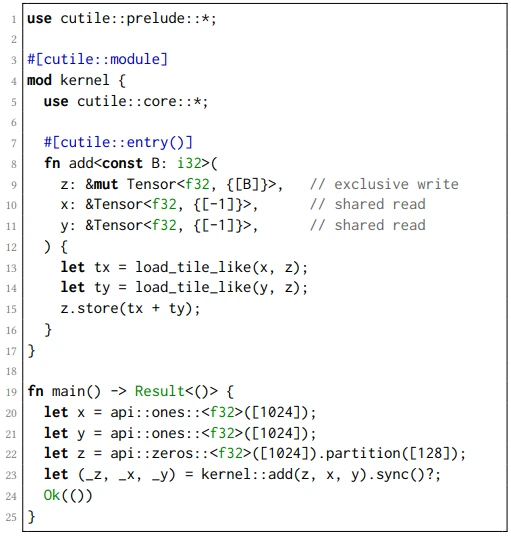 1 use cutile::prelude::*;
2
3 #[cutile::module]
4 mod kernel {
5   use cutile::core::*;
6
7   #[cutile::entry()]
8   fn add<const B: i32>(
9     z: &mut Tensor<f32, {[B]}>,   // exclusive write
10     x: &Tensor<f32, {[-1]}>,      // shared read
11     y: &Tensor<f32, {[-1]}>,      // shared read
12   ) {
13     let tx = load_tile_like(x, z);
14     let ty = load_tile_like(y, z);
15     z.store(tx + ty);
16   }
17 }
18
19 fn main() -> Result<()> {
20   let x = api::ones::<f32>([1024]);
21   let y = api::ones::<f32>([1024]);
22   let z = api::zeros::<f32>([1024]).partition([128]);
23   let (_z, _x, _y) = kernel::add(z, x, y).sync()?;
24   Ok(())
25 }